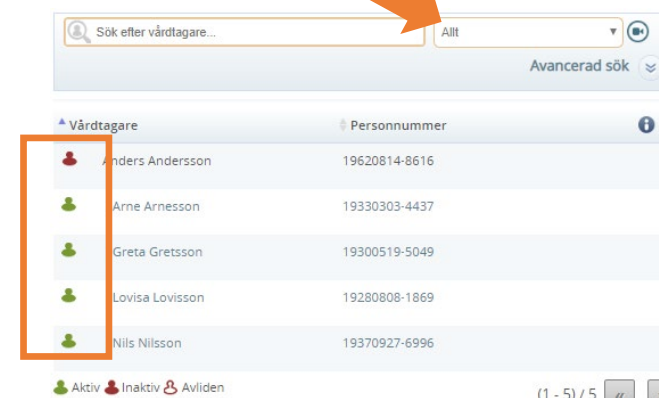 Sök efter vårdtagare... Allt
Avancerad sök
Vårdtagare Personnummer
Anders Andersson 19620814-8616
Arne Arnesson 19330303-4437
Greta Gretsson 19300519-5049
Lovisa Lovisson 19280808-1869
Nils Nilsson 19370927-6996
Aktiv Inaktiv Avliden (1 - 5) / 5 «